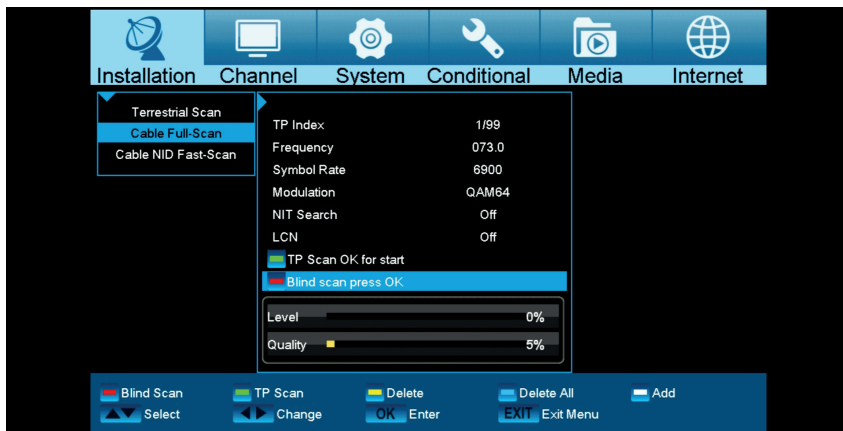 Installation Channel System Conditional Media Internet
Terrestrial Scan
Cable Full-Scan
Cable NID Fast-Scan
TP Index 1/99
Frequency 073.0
Symbol Rate 6900
Modulation QAM64
NIT Search Off
LCN Off
TP Scan OK for start
Blind scan press OK
Level 0%
Quality 5%
Blind Scan TP Scan Delete Delete All Add
Select Change OK Enter EXIT Exit Menu